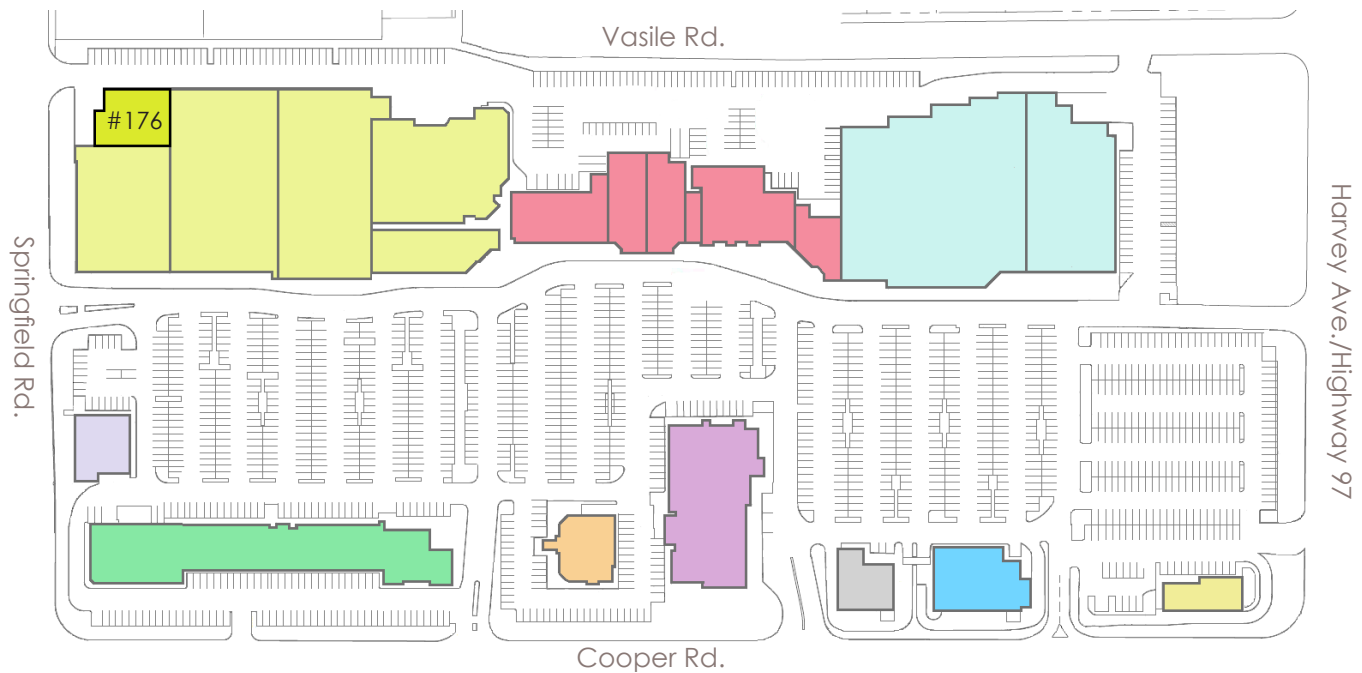 Vasile Rd.
#176
Springfield Rd.
Harvey Ave./Highway 97
Cooper Rd.